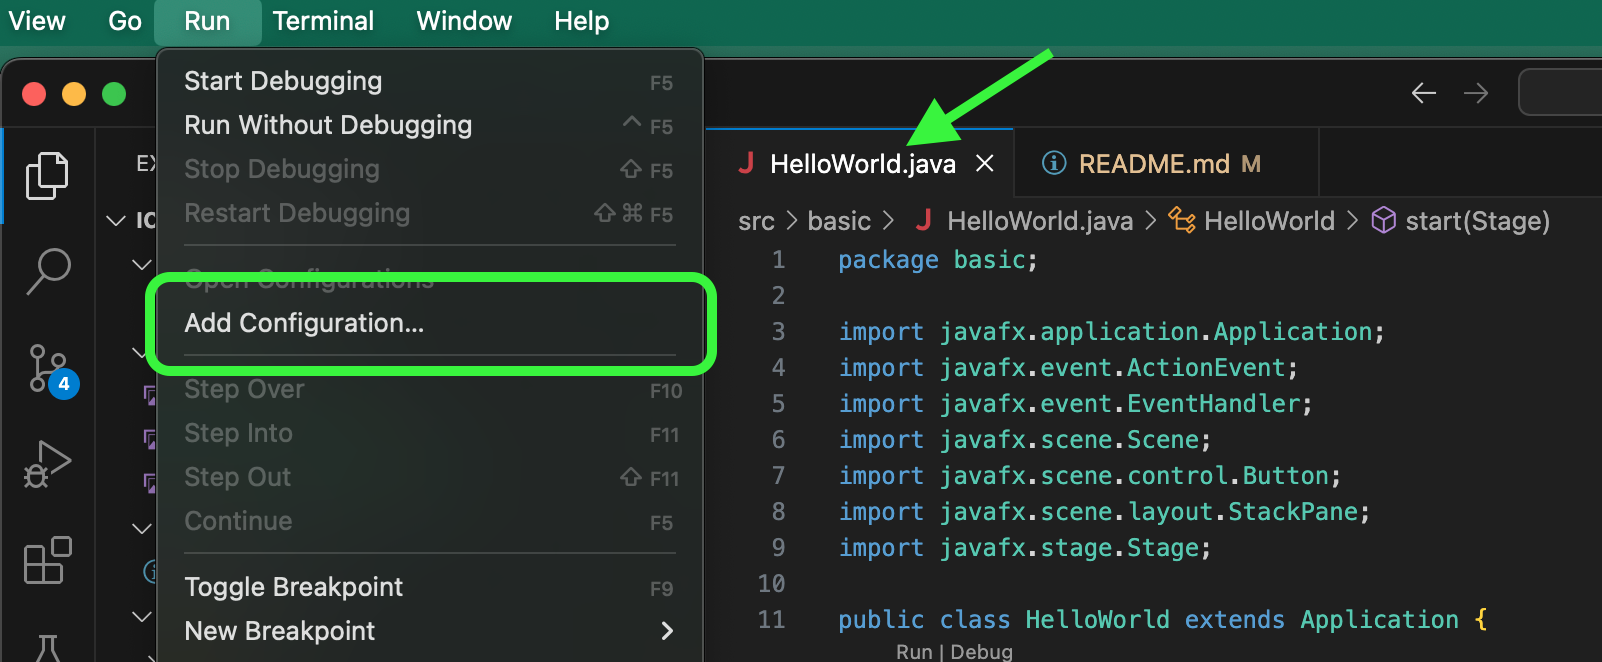 View Go Run Terminal Window Help
Start Debugging F5
Run Without Debugging ^ F5
Stop Debugging ⇧ F5
Restart Debugging ⇧ ⌘ F5
Open Configurations
Add Configuration...
Step Over F10
Step Into F11
Step Out ⇧ F11
Continue F5
Toggle Breakpoint F9
New Breakpoint >
4
HelloWorld.java
README.md M
src > basic > J HelloWorld.java > HelloWorld > start(Stage)
1 package basic;
2
3 import javafx.application.Application;
4 import javafx.event.ActionEvent;
5 import javafx.event.EventHandler;
6 import javafx.scene.Scene;
7 import javafx.scene.control.Button;
8 import javafx.scene.layout.StackPane;
9 import javafx.stage.Stage;
10
11 public class HelloWorld extends Application {
Run | Debug